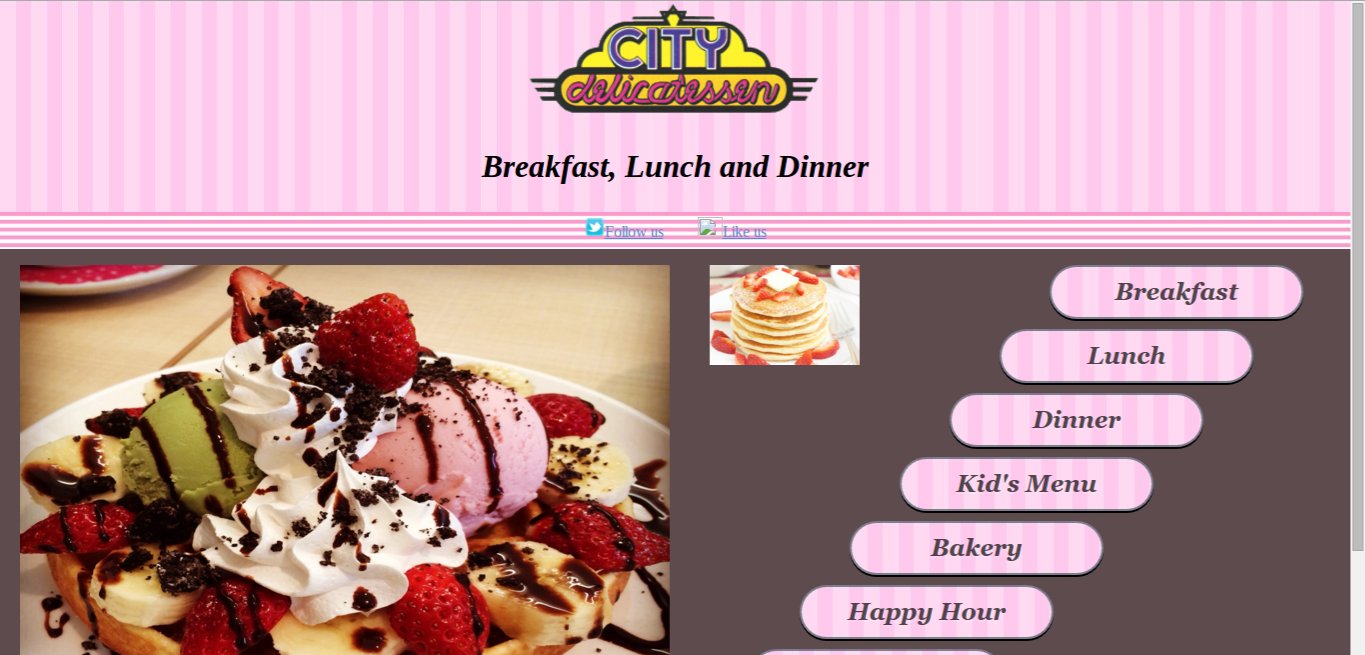 CITY
delicatessen
Breakfast, Lunch and Dinner
Follow us Like us
Breakfast
Lunch
Dinner
Kid's Menu
Bakery
Happy Hour